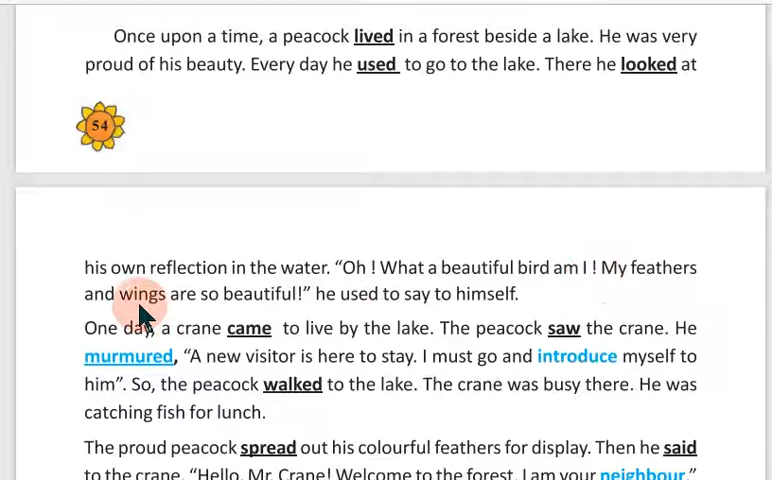 Once upon a time, a peacock lived in a forest beside a lake. He was very
proud of his beauty. Every day he used to go to the lake. There he looked at
54
his own reflection in the water. “Oh ! What a beautiful bird am I ! My feathers
and wings are so beautiful!” he used to say to himself.
One day, a crane came to live by the lake. The peacock saw the crane. He
murmured, “A new visitor is here to stay. I must go and introduce myself to
him”. So, the peacock walked to the lake. The crane was busy there. He was
catching fish for lunch.
The proud peacock spread out his colourful feathers for display. Then he said
to the crane, “Hello, Mr. Crane! Welcome to the forest. I am your neighbour.”